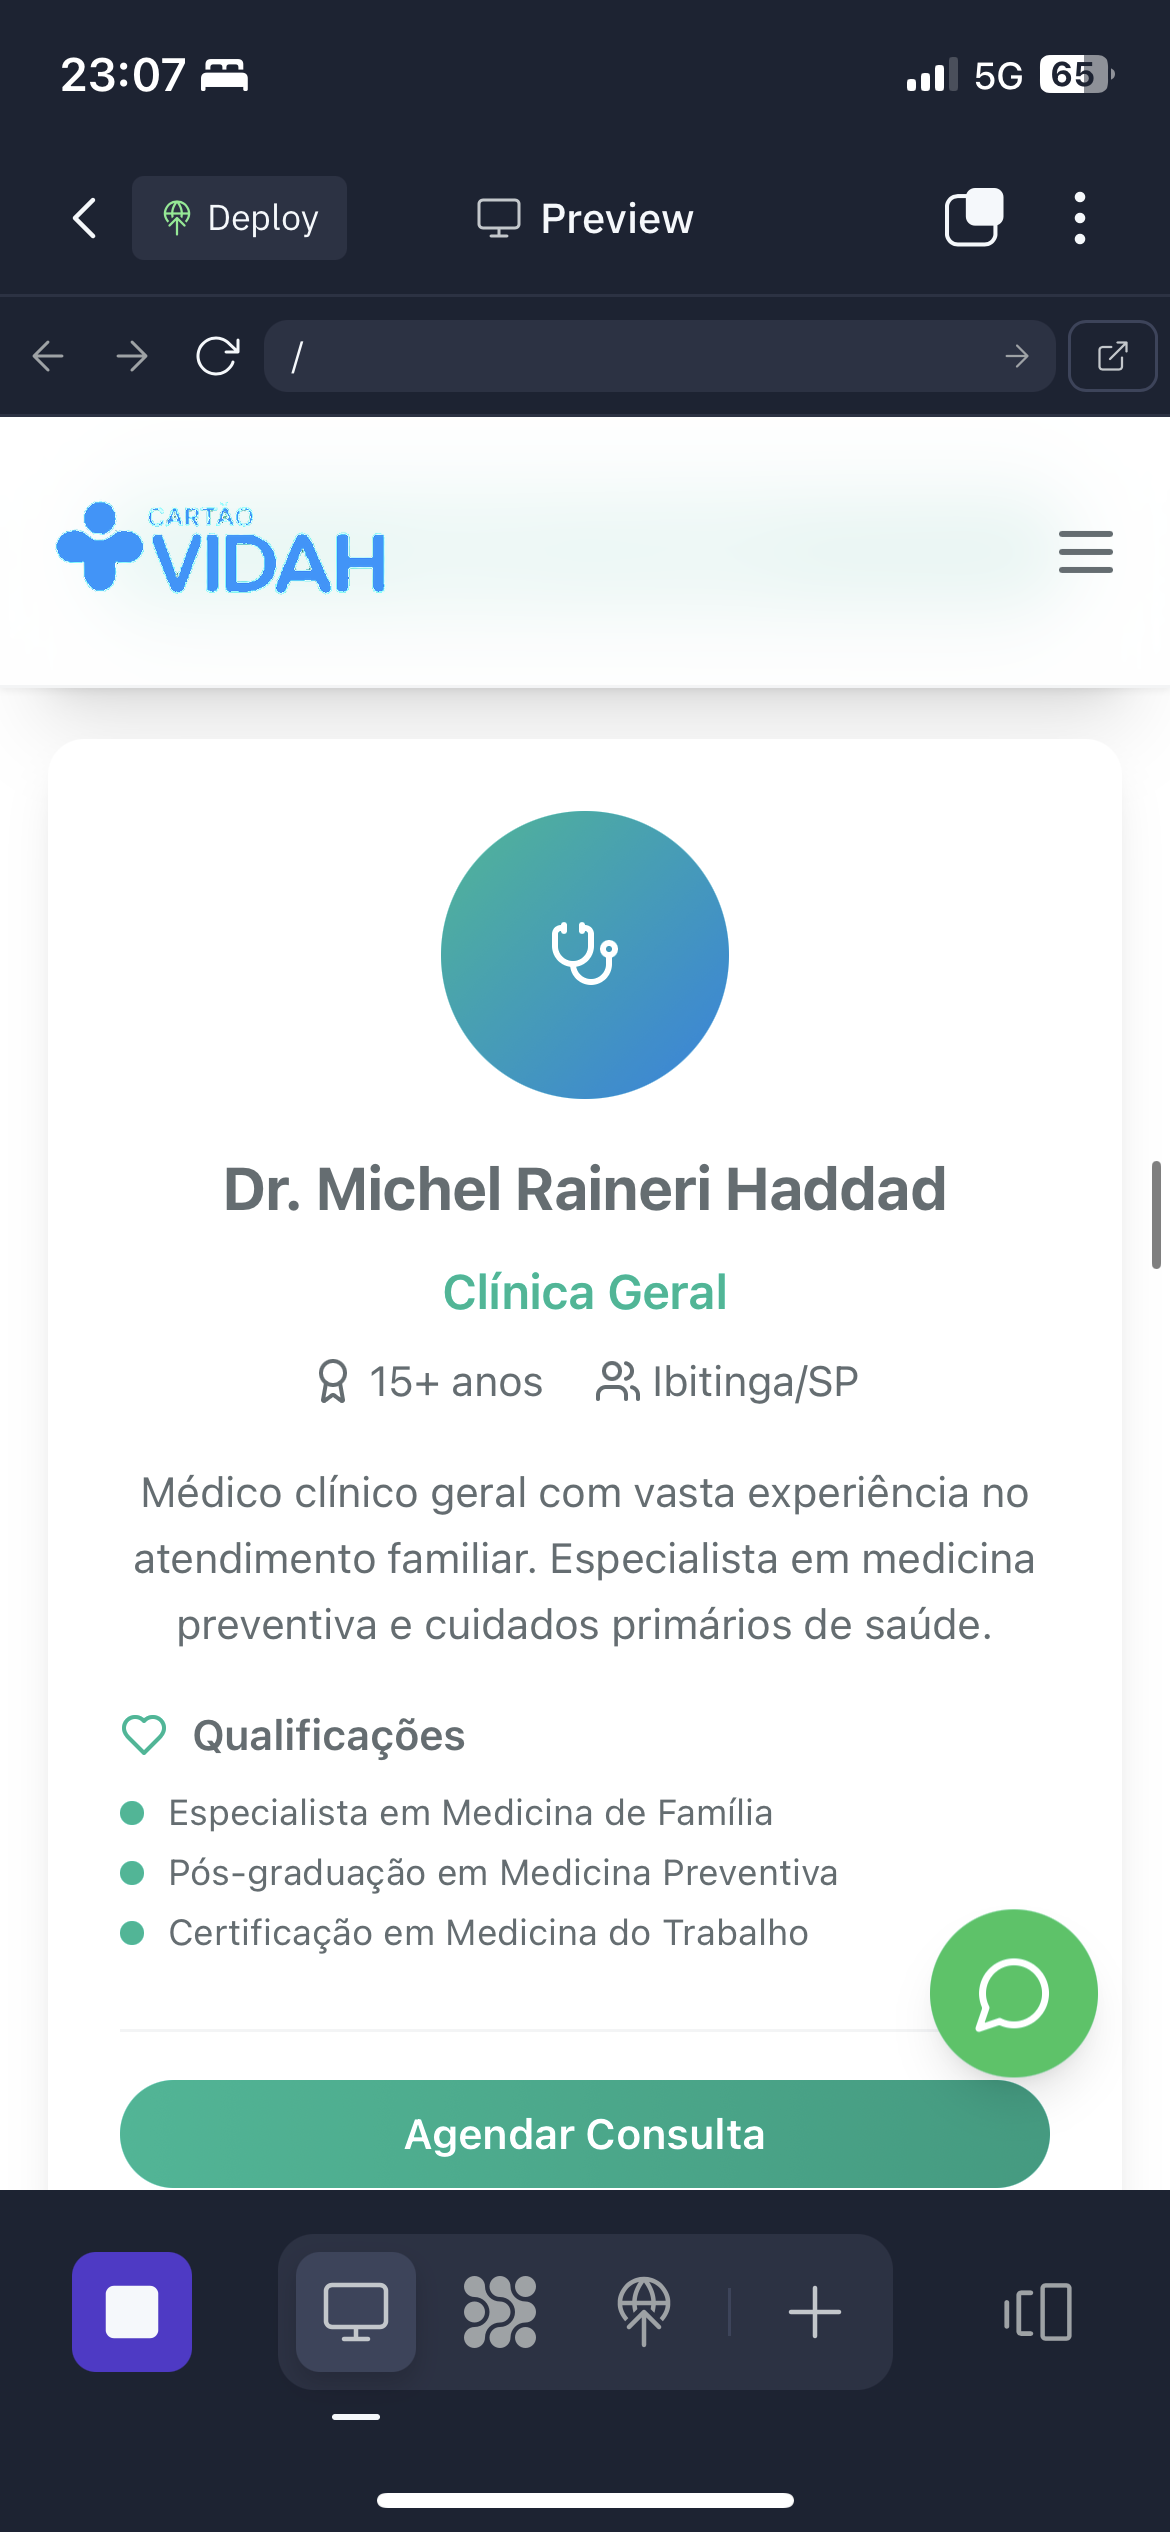 23:07
5G
65
Deploy
Preview
/
CARTÃO
VIDAH
Dr. Michel Raineri Haddad
Clínica Geral
15+ anos
Ibitinga/SP
Médico clínico geral com vasta experiência no
atendimento familiar. Especialista em medicina
preventiva e cuidados primários de saúde.
Qualificações
Especialista em Medicina de Família
Pós-graduação em Medicina Preventiva
Certificação em Medicina do Trabalho
Agendar Consulta